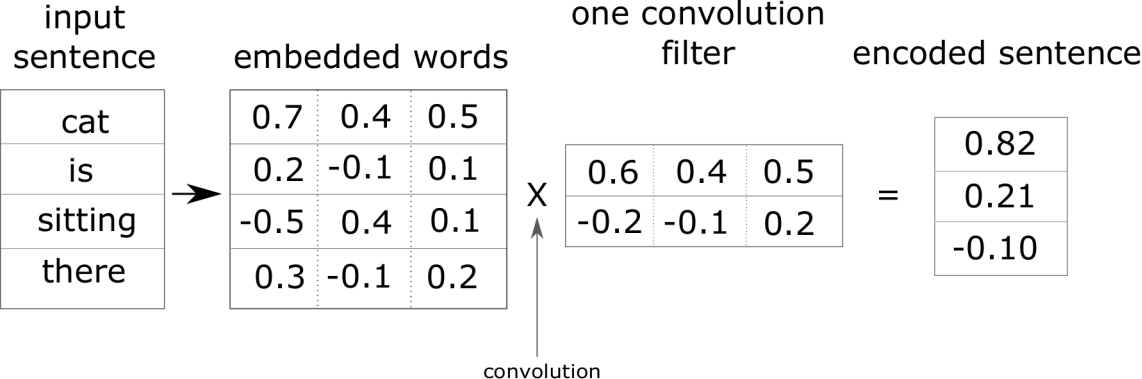 input
sentence
embedded words
one convolution
filter
encoded sentence
cat
is
sitting
there
0.7 0.4 0.5
0.2 -0.1 0.1
-0.5 0.4 0.1
0.3 -0.1 0.2
X
0.6 0.4 0.5
-0.2 -0.1 0.2
=
0.82
0.21
-0.10
convolution